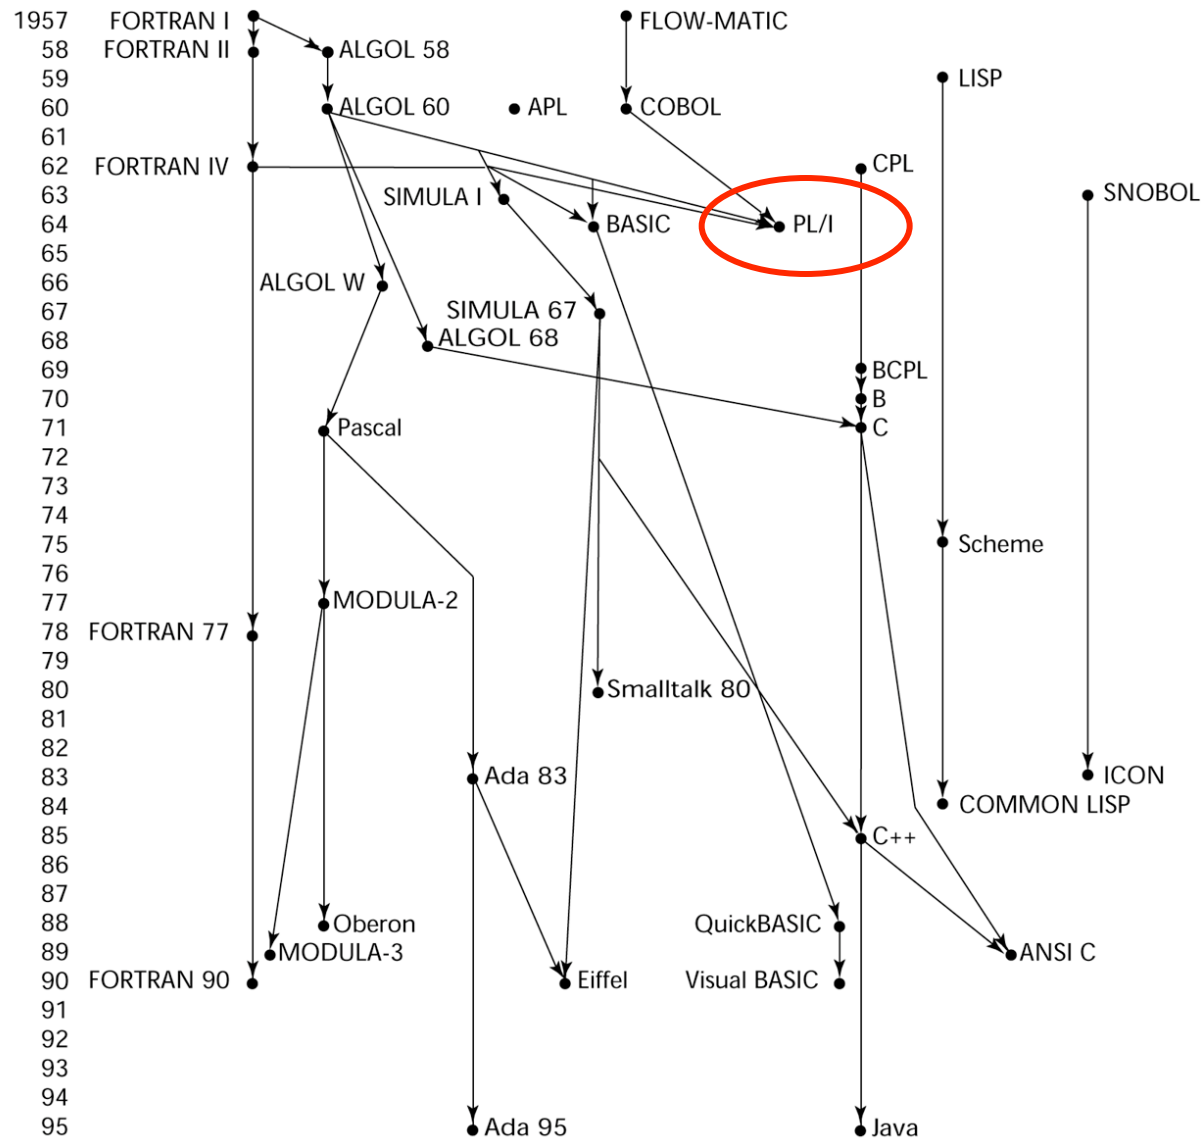 1957 FORTRAN I FLOW-MATIC
58 FORTRAN II ALGOL 58
59 LISP
60 ALGOL 60 APL COBOL
61
62 FORTRAN IV CPL
63 SIMULA I SNOBOL
64 BASIC PL/I
65
66 ALGOL W
67 SIMULA 67
68 ALGOL 68
69 BCPL
70 B
71 Pascal C
72
73
74
75 Scheme
76
77 MODULA-2
78 FORTRAN 77
79
80 Smalltalk 80
81
82
83 Ada 83 ICON
84 COMMON LISP
85 C++
86
87
88 Oberon QuickBASIC
89 MODULA-3 ANSI C
90 FORTRAN 90 Eiffel Visual BASIC
91
92
93
94
95 Ada 95 Java